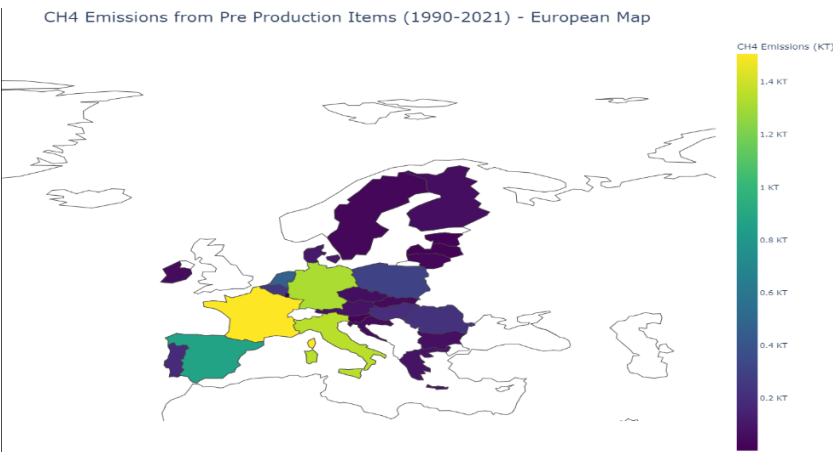 CH4 Emissions from Pre Production Items (1990-2021) - European Map
CH4 Emissions (KT)
1.4 KT
1.2 KT
1 KT
0.8 KT
0.6 KT
0.4 KT
0.2 KT